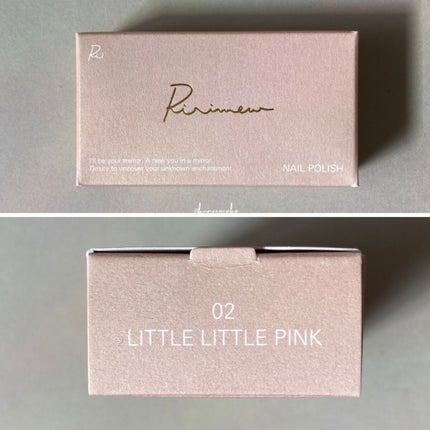 Ri
Ririmew
I'll be your mirror. A new you in a mirror.
Desire to uncover your unknown enchantment.
NAIL POLISH
02
LITTLE LITTLE PINK